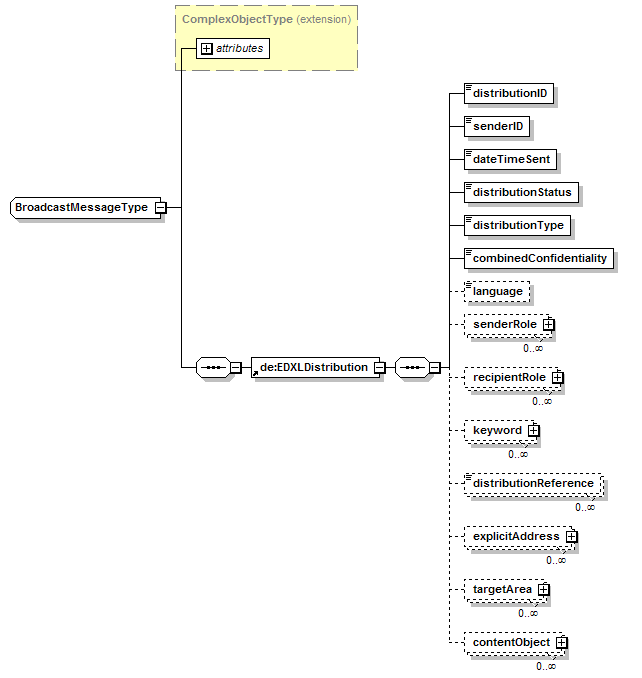 ComplexObjectType (extension)
attributes
distributionID
senderID
dateTimeSent
distributionStatus
BroadcastMessageType
distributionType
combinedConfidentiality
language
senderRole
0..∞
de:EDXLDistribution
recipientRole
0..∞
keyword
0..∞
distributionReference
0..∞
explicitAddress
0..∞
targetArea
0..∞
contentObject
0..∞